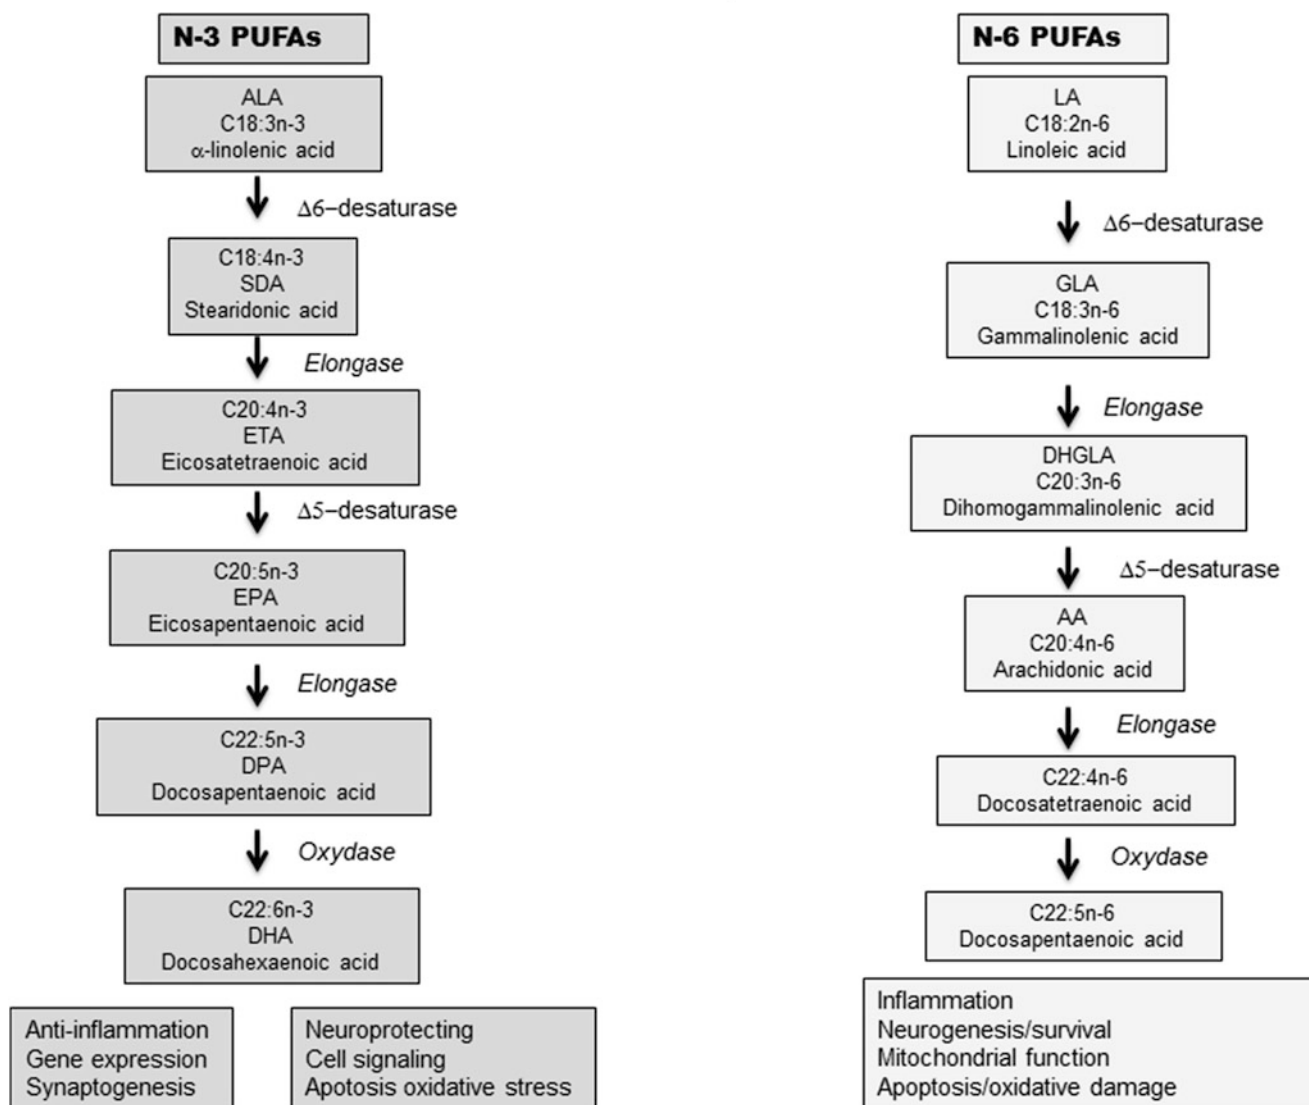 N-3 PUFAs
ALA
C18:3n-3
α-linolenic acid
Δ6–desaturase
C18:4n-3
SDA
Stearidonic acid
Elongase
C20:4n-3
ETA
Eicosatetraenoic acid
Δ5–desaturase
C20:5n-3
EPA
Eicosapentaenoic acid
Elongase
C22:5n-3
DPA
Docosapentaenoic acid
Oxydase
C22:6n-3
DHA
Docosahexaenoic acid
Anti-inflammation
Gene expression
Synaptogenesis
Neuroprotecting
Cell signaling
Apotosis oxidative stress
N-6 PUFAs
LA
C18:2n-6
Linoleic acid
Δ6–desaturase
GLA
C18:3n-6
Gammalinolenic acid
Elongase
DHGLA
C20:3n-6
Dihomogammalinolenic acid
Δ5–desaturase
AA
C20:4n-6
Arachidonic acid
Elongase
C22:4n-6
Docosatetraenoic acid
Oxydase
C22:5n-6
Docosapentaenoic acid
Inflammation
Neurogenesis/survival
Mitochondrial function
Apoptosis/oxidative damage